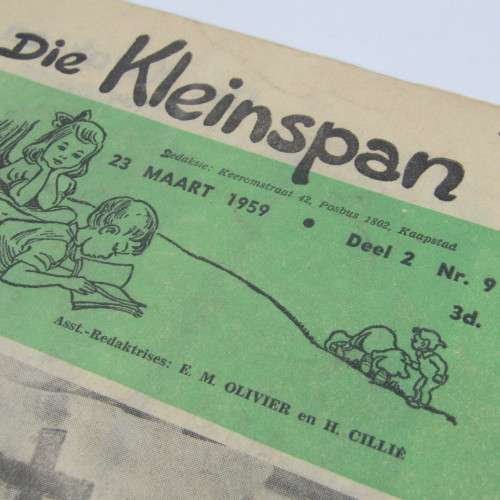 Die Kleinspan
Redaksie: Keeromstraat 42, Posbus 1802, Kaapstad
23 MAART 1959 • Deel 2 Nr. 9
3d.
Asst.-Redaktrises: E. M. OLIVIER en H. CILLIÉ